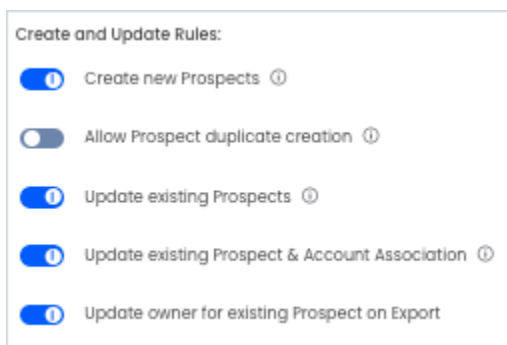 Create and Update Rules:
Create new Prospects
Allow Prospect duplicate creation
Update existing Prospects
Update existing Prospect & Account Association
Update owner for existing Prospect on Export